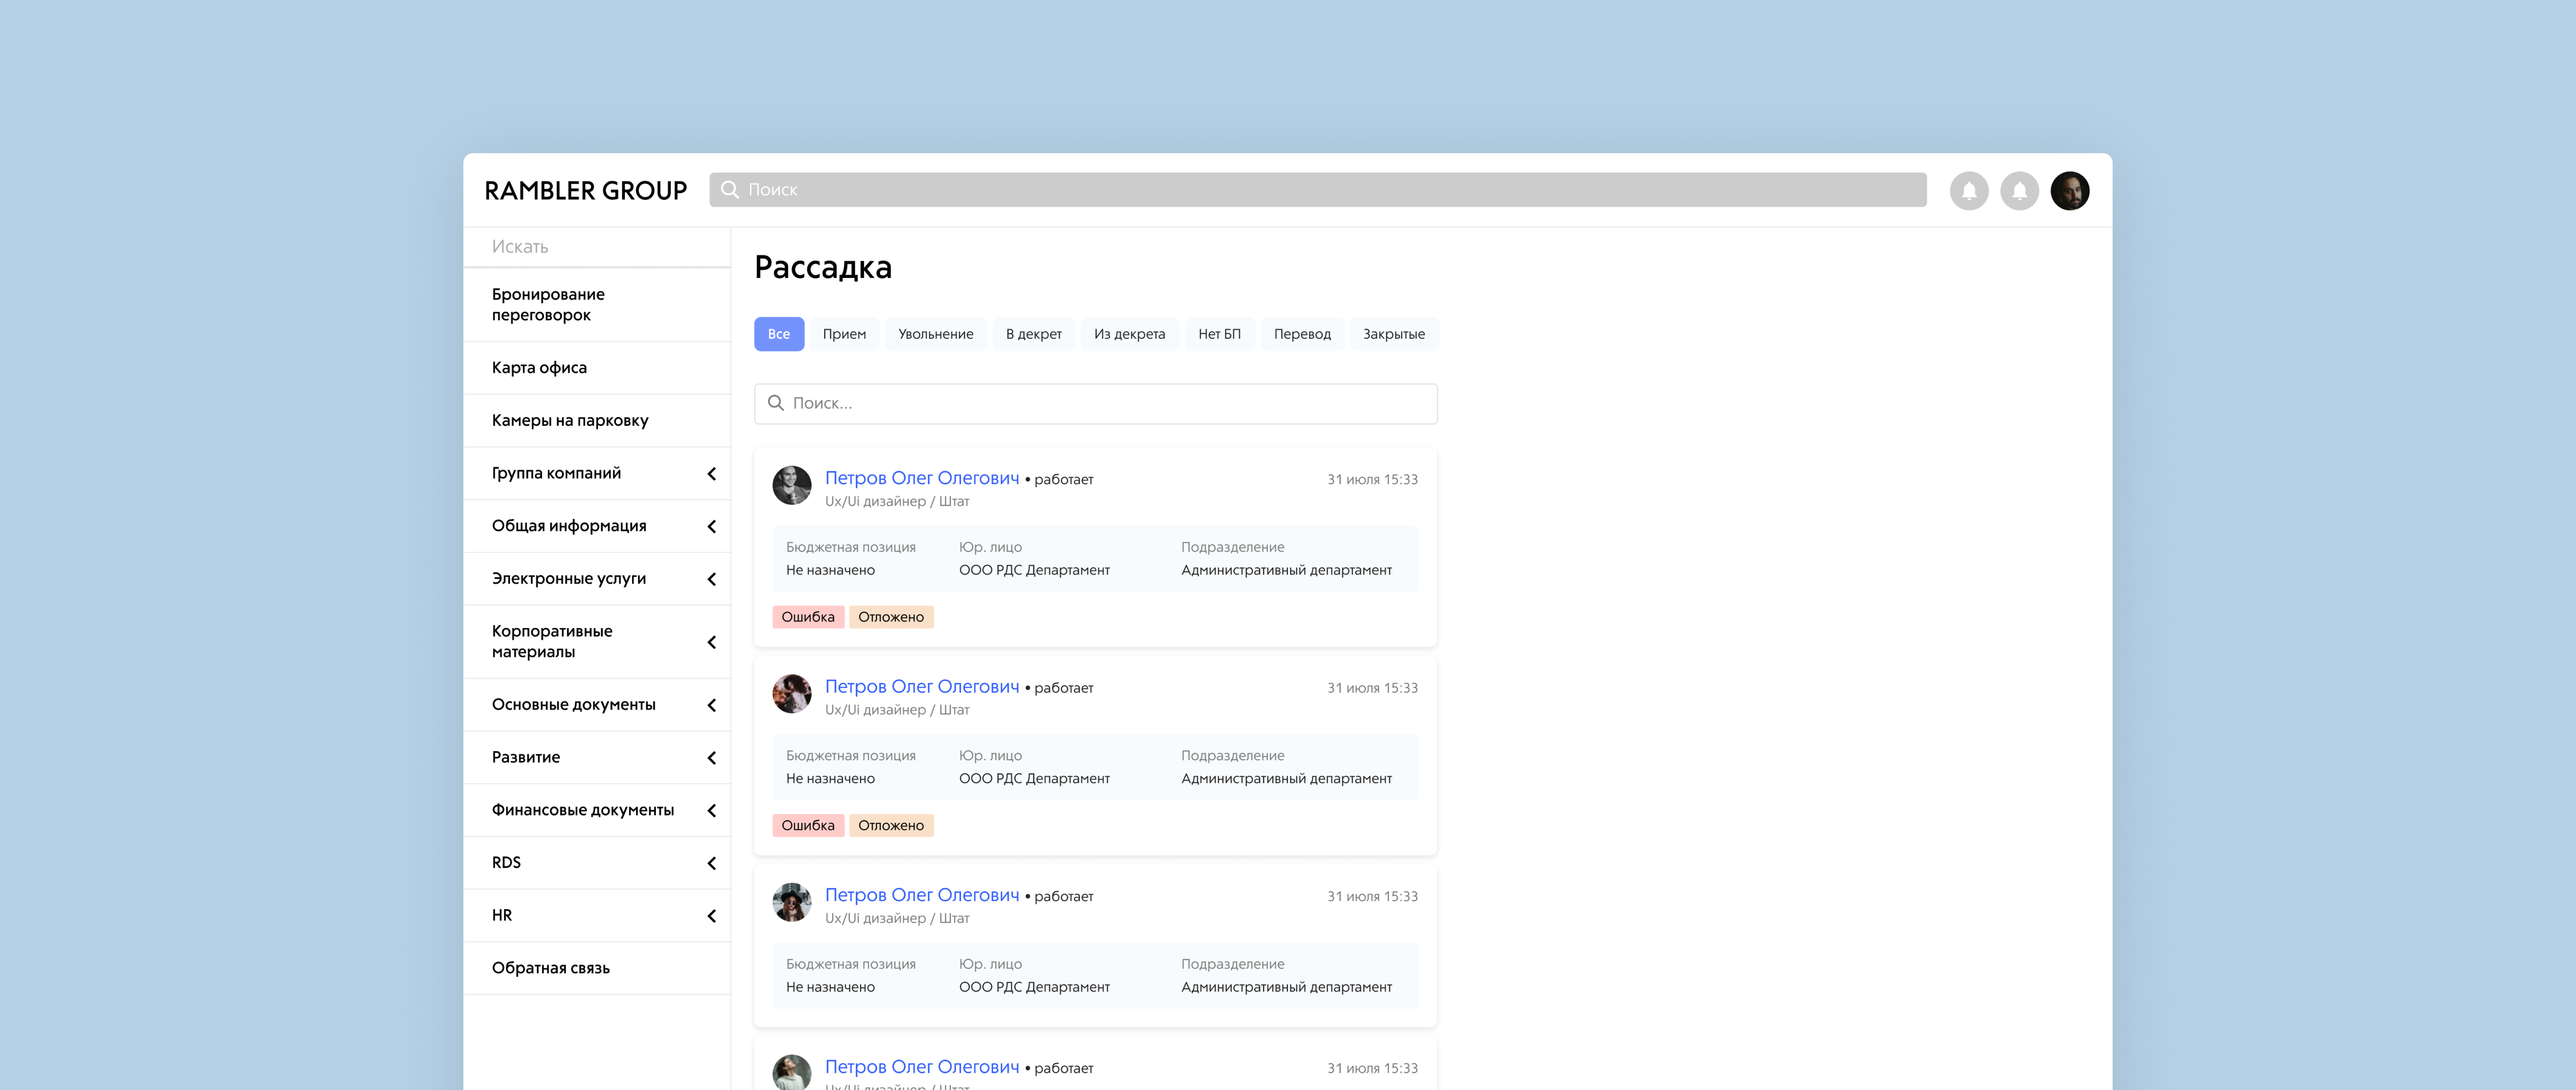 RAMBLER GROUP
Поиск
Искать
Бронирование
переговорок
Карта офиса
Камеры на парковку
Группа компаний
Общая информация
Электронные услуги
Корпоративные
материалы
Основные документы
Развитие
Финансовые документы
RDS
HR
Обратная связь
Рассадка
Все Прием Увольнение В декрет Из декрета Нет БП Перевод Закрытые
Поиск...
Петров Олег Олегович • работает 31 июля 15:33
Ux/Ui дизайнер / Штат
Бюджетная позиция Юр. лицо Подразделение
Не назначено ООО РДС Департамент Административный департамент
Ошибка Отложено
Петров Олег Олегович • работает 31 июля 15:33
Ux/Ui дизайнер / Штат
Бюджетная позиция Юр. лицо Подразделение
Не назначено ООО РДС Департамент Административный департамент
Ошибка Отложено
Петров Олег Олегович • работает 31 июля 15:33
Ux/Ui дизайнер / Штат
Бюджетная позиция Юр. лицо Подразделение
Не назначено ООО РДС Департамент Административный департамент
Петров Олег Олегович • работает 31 июля 15:33
Ux/Ui дизайнер / Штат